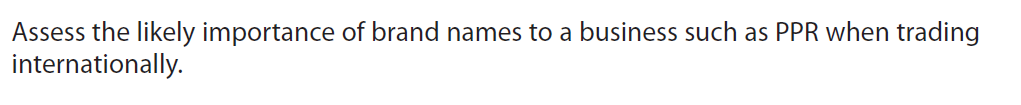 Assess the likely importance of brand names to a business such as PPR when trading
internationally.